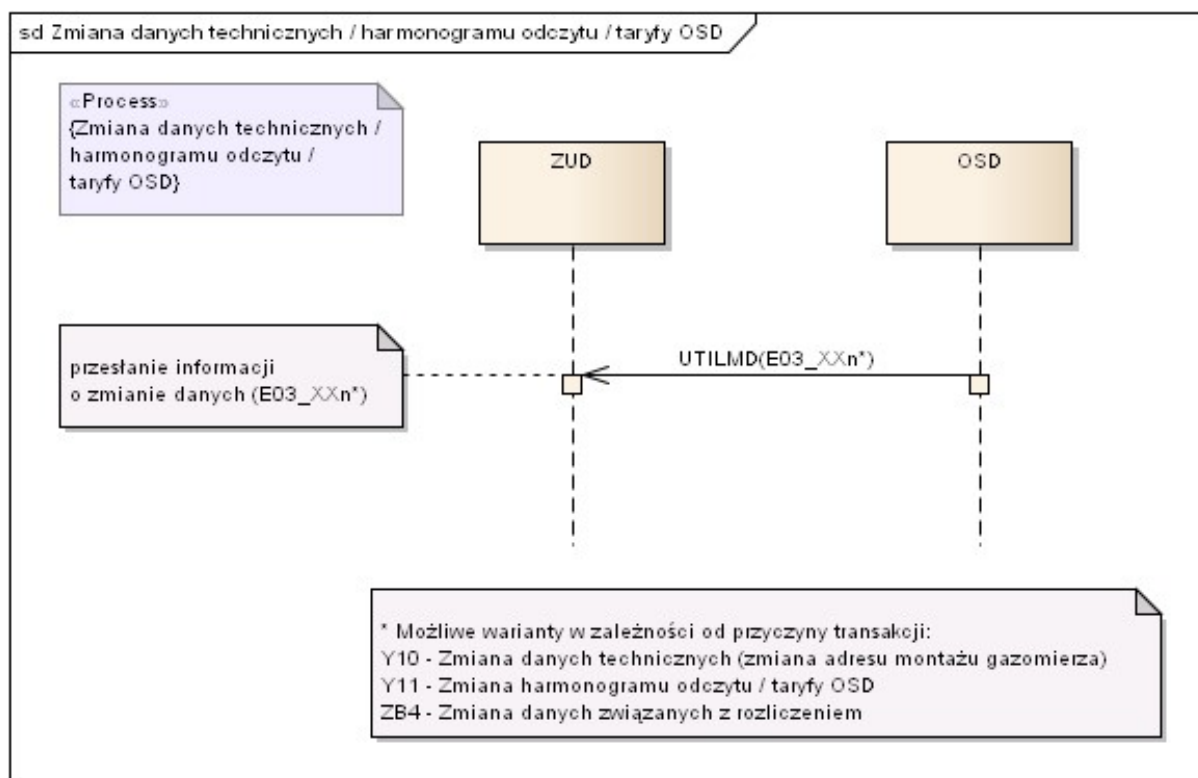 sd Zmiana danych technicznych / harmonogramu odczytu / taryfy OSD
«Process»
{Zmiana danych technicznych /
harmonogramu odczytu /
taryfy OSD}
ZUD
OSD
przesłanie informacji
o zmianie danych (E03_XXn*)
UTILMD(E03_XXn*)
* Możliwe warianty w zależności od przyczyny transakcji:
Y10 - Zmiana danych technicznych (zmiana adresu montażu gazomierza)
Y11 - Zmiana harmonogramu odczytu / taryfy OSD
ZB4 - Zmiana danych związanych z rozliczeniem